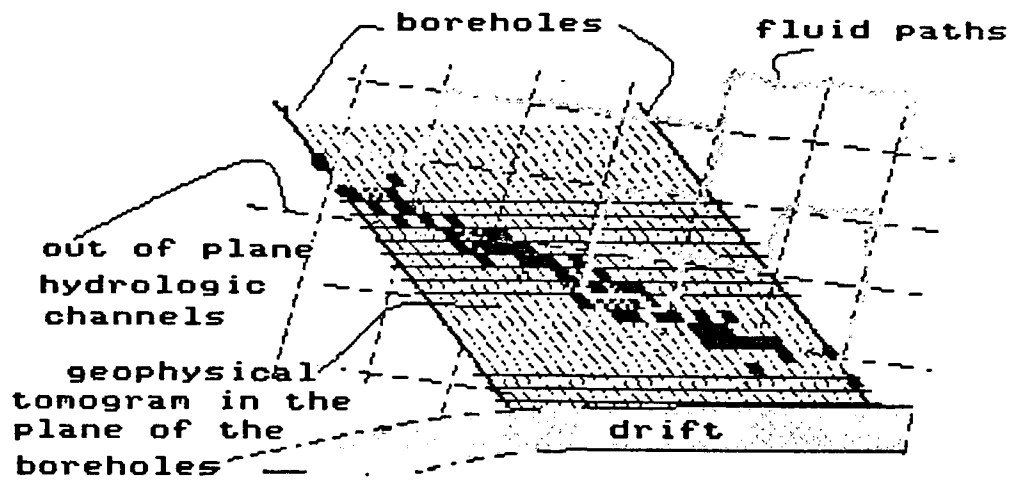 boreholes
fluid paths
out of plane
hydrologic
channels
geophysical
tomogram in the
plane of the
boreholes
drift